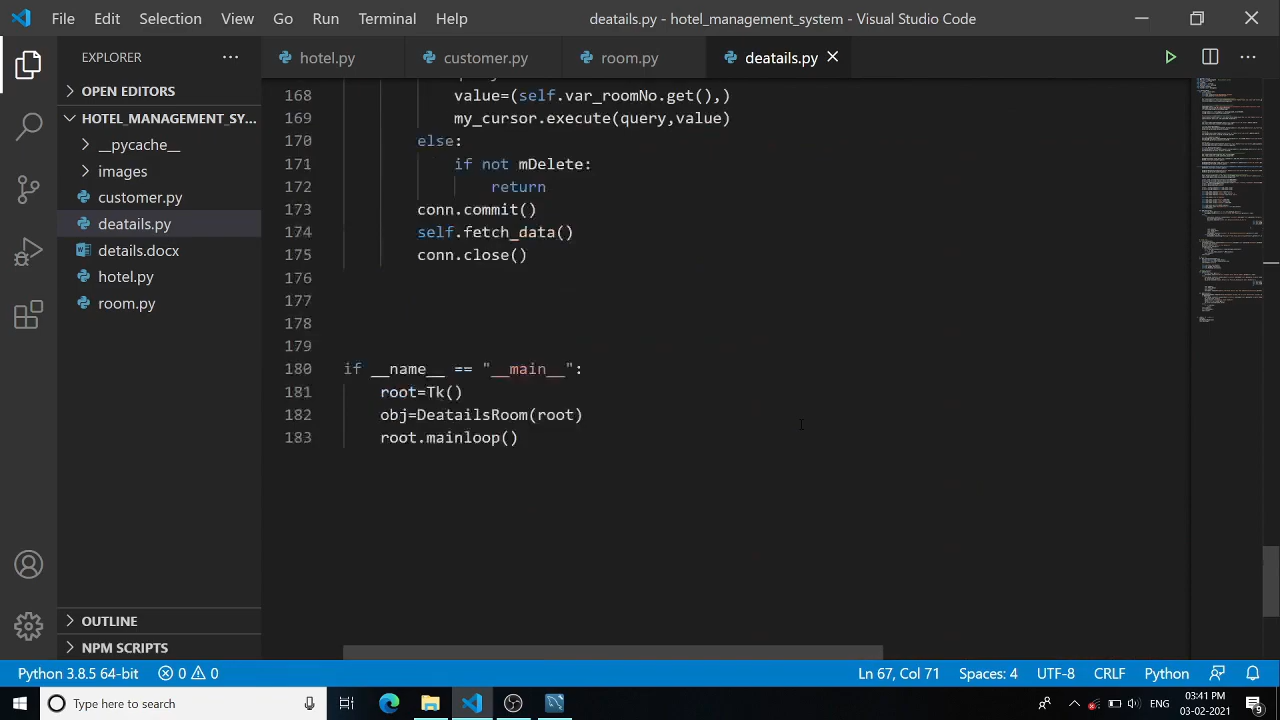 File Edit Selection View Go Run Terminal Help deatails.py - hotel_management_system - Visual Studio Code
EXPLORER ···
hotel.py customer.py room.py deatails.py
OPEN EDITORS
HOTEL_MANAGEMENT_SY...
__pycache__
images
customer.py
deatails.py
details.docx
hotel.py
room.py
OUTLINE
NPM SCRIPTS
168 value=(self.var_roomNo.get(),)
169 my_cursor.execute(query,value)
170 else:
171 if not mDelete:
172 return
173 conn.commit()
174 self.fetch_data()
175 conn.close()
176
177
178
179
180 if __name__ == "__main__":
181 root=Tk()
182 obj=DeatailsRoom(root)
183 root.mainloop()
Python 3.8.5 64-bit 0 0 Ln 67, Col 71 Spaces: 4 UTF-8 CRLF Python
Type here to search
ENG
03:41 PM
03-02-2021
9